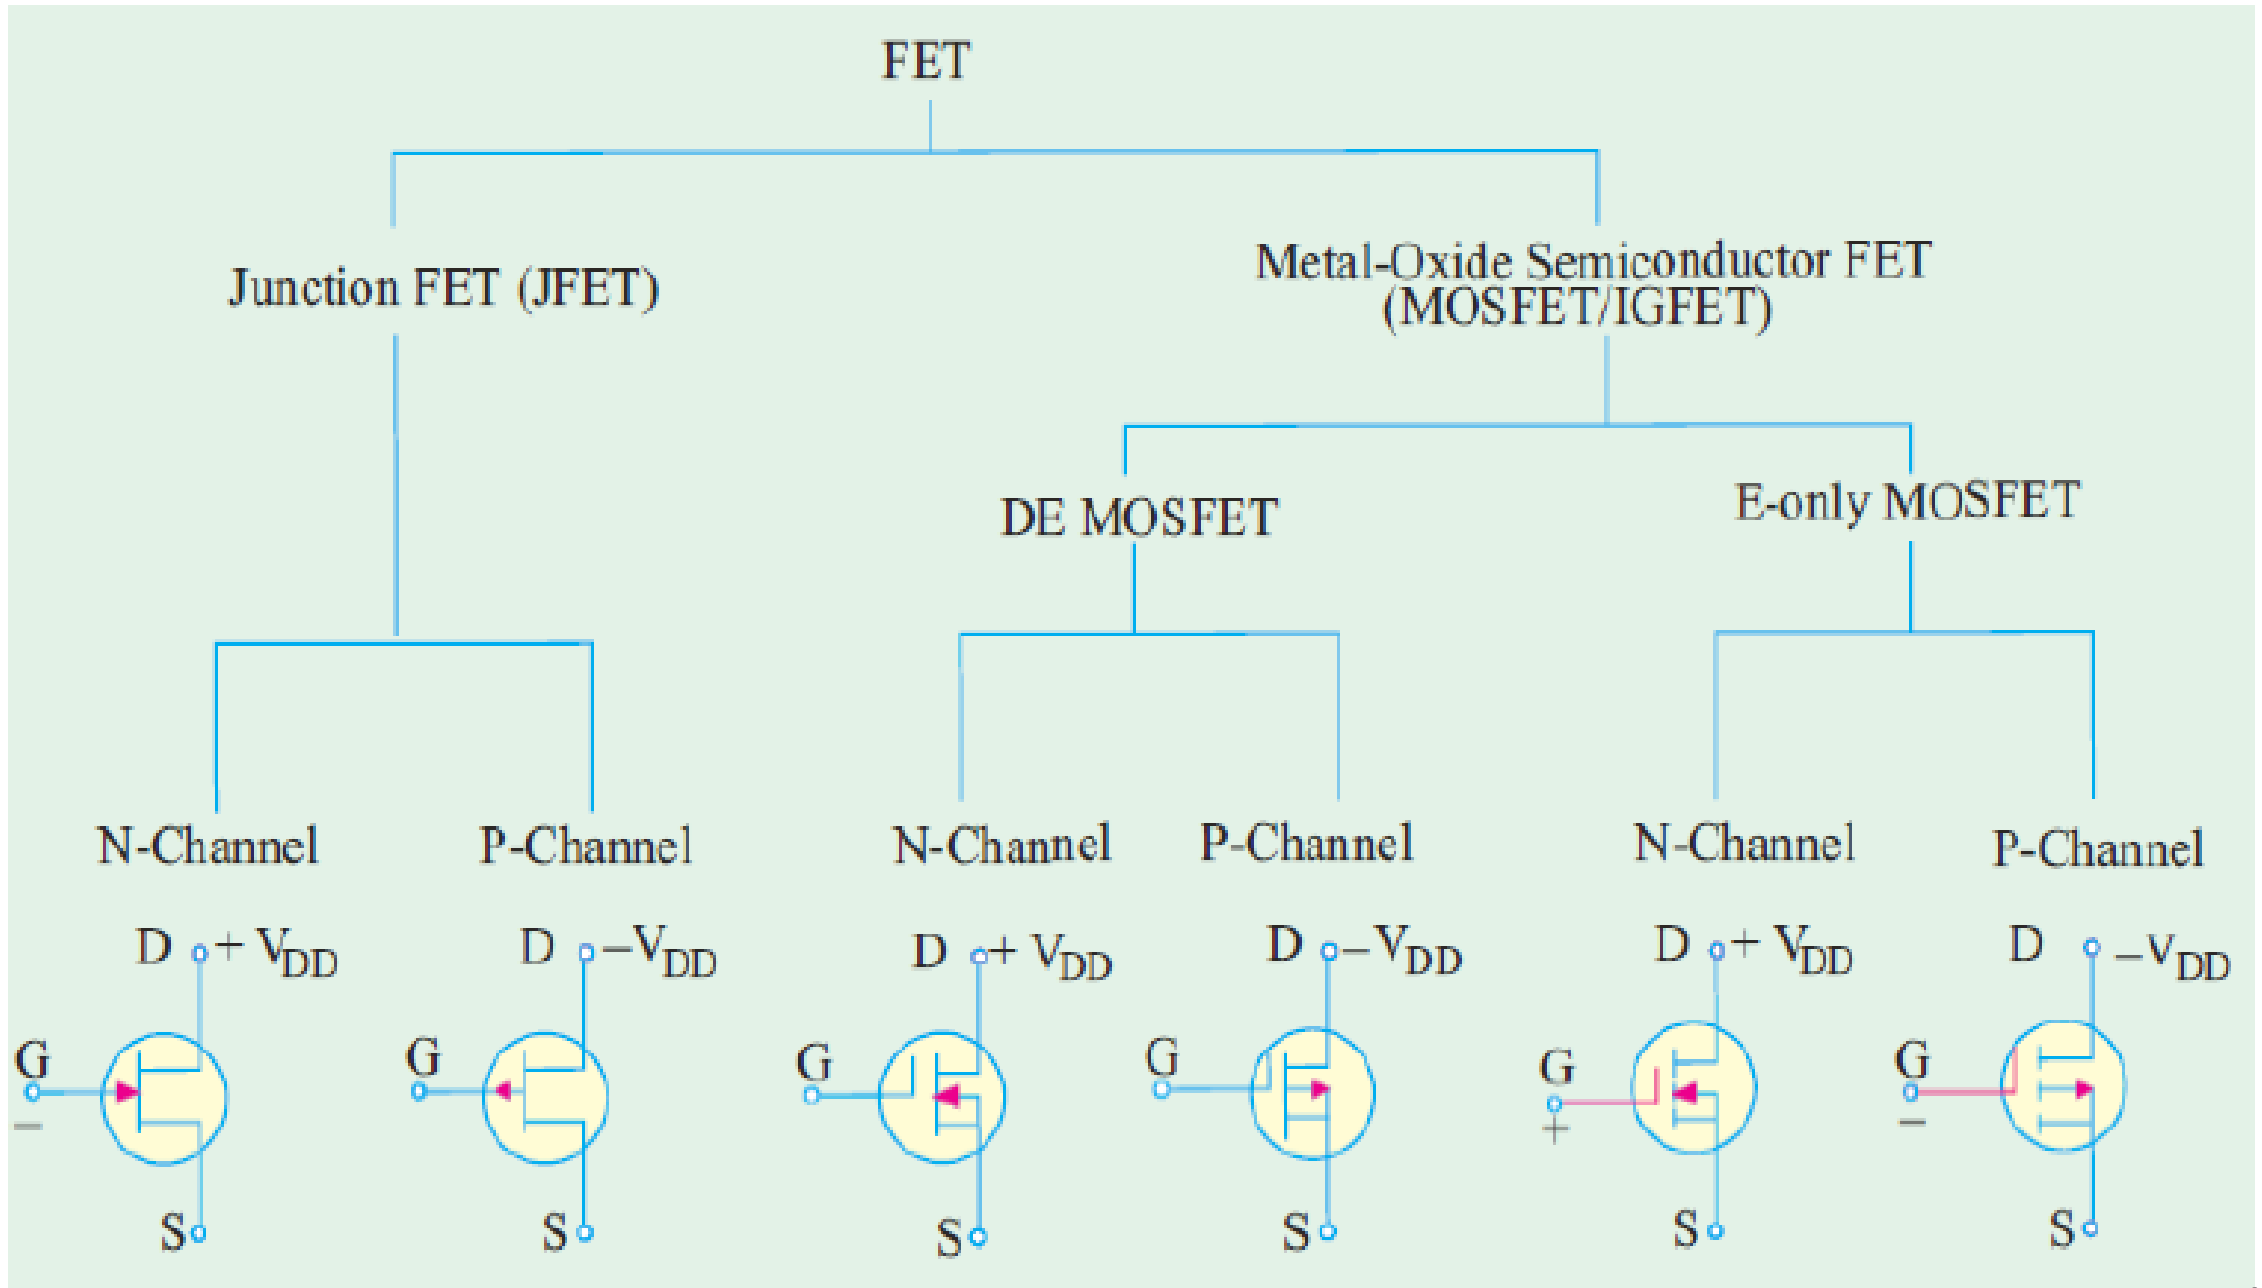 FET
Junction FET (JFET)
Metal-Oxide Semiconductor FET
(MOSFET/IGFET)
DE MOSFET
E-only MOSFET
N-Channel
P-Channel
N-Channel
P-Channel
N-Channel
P-Channel
D + VDD
D –VDD
D + VDD
D –VDD
D + VDD
D –VDD
G
–
G
G
G
G
+
G
–
S
S
S
S
S
S